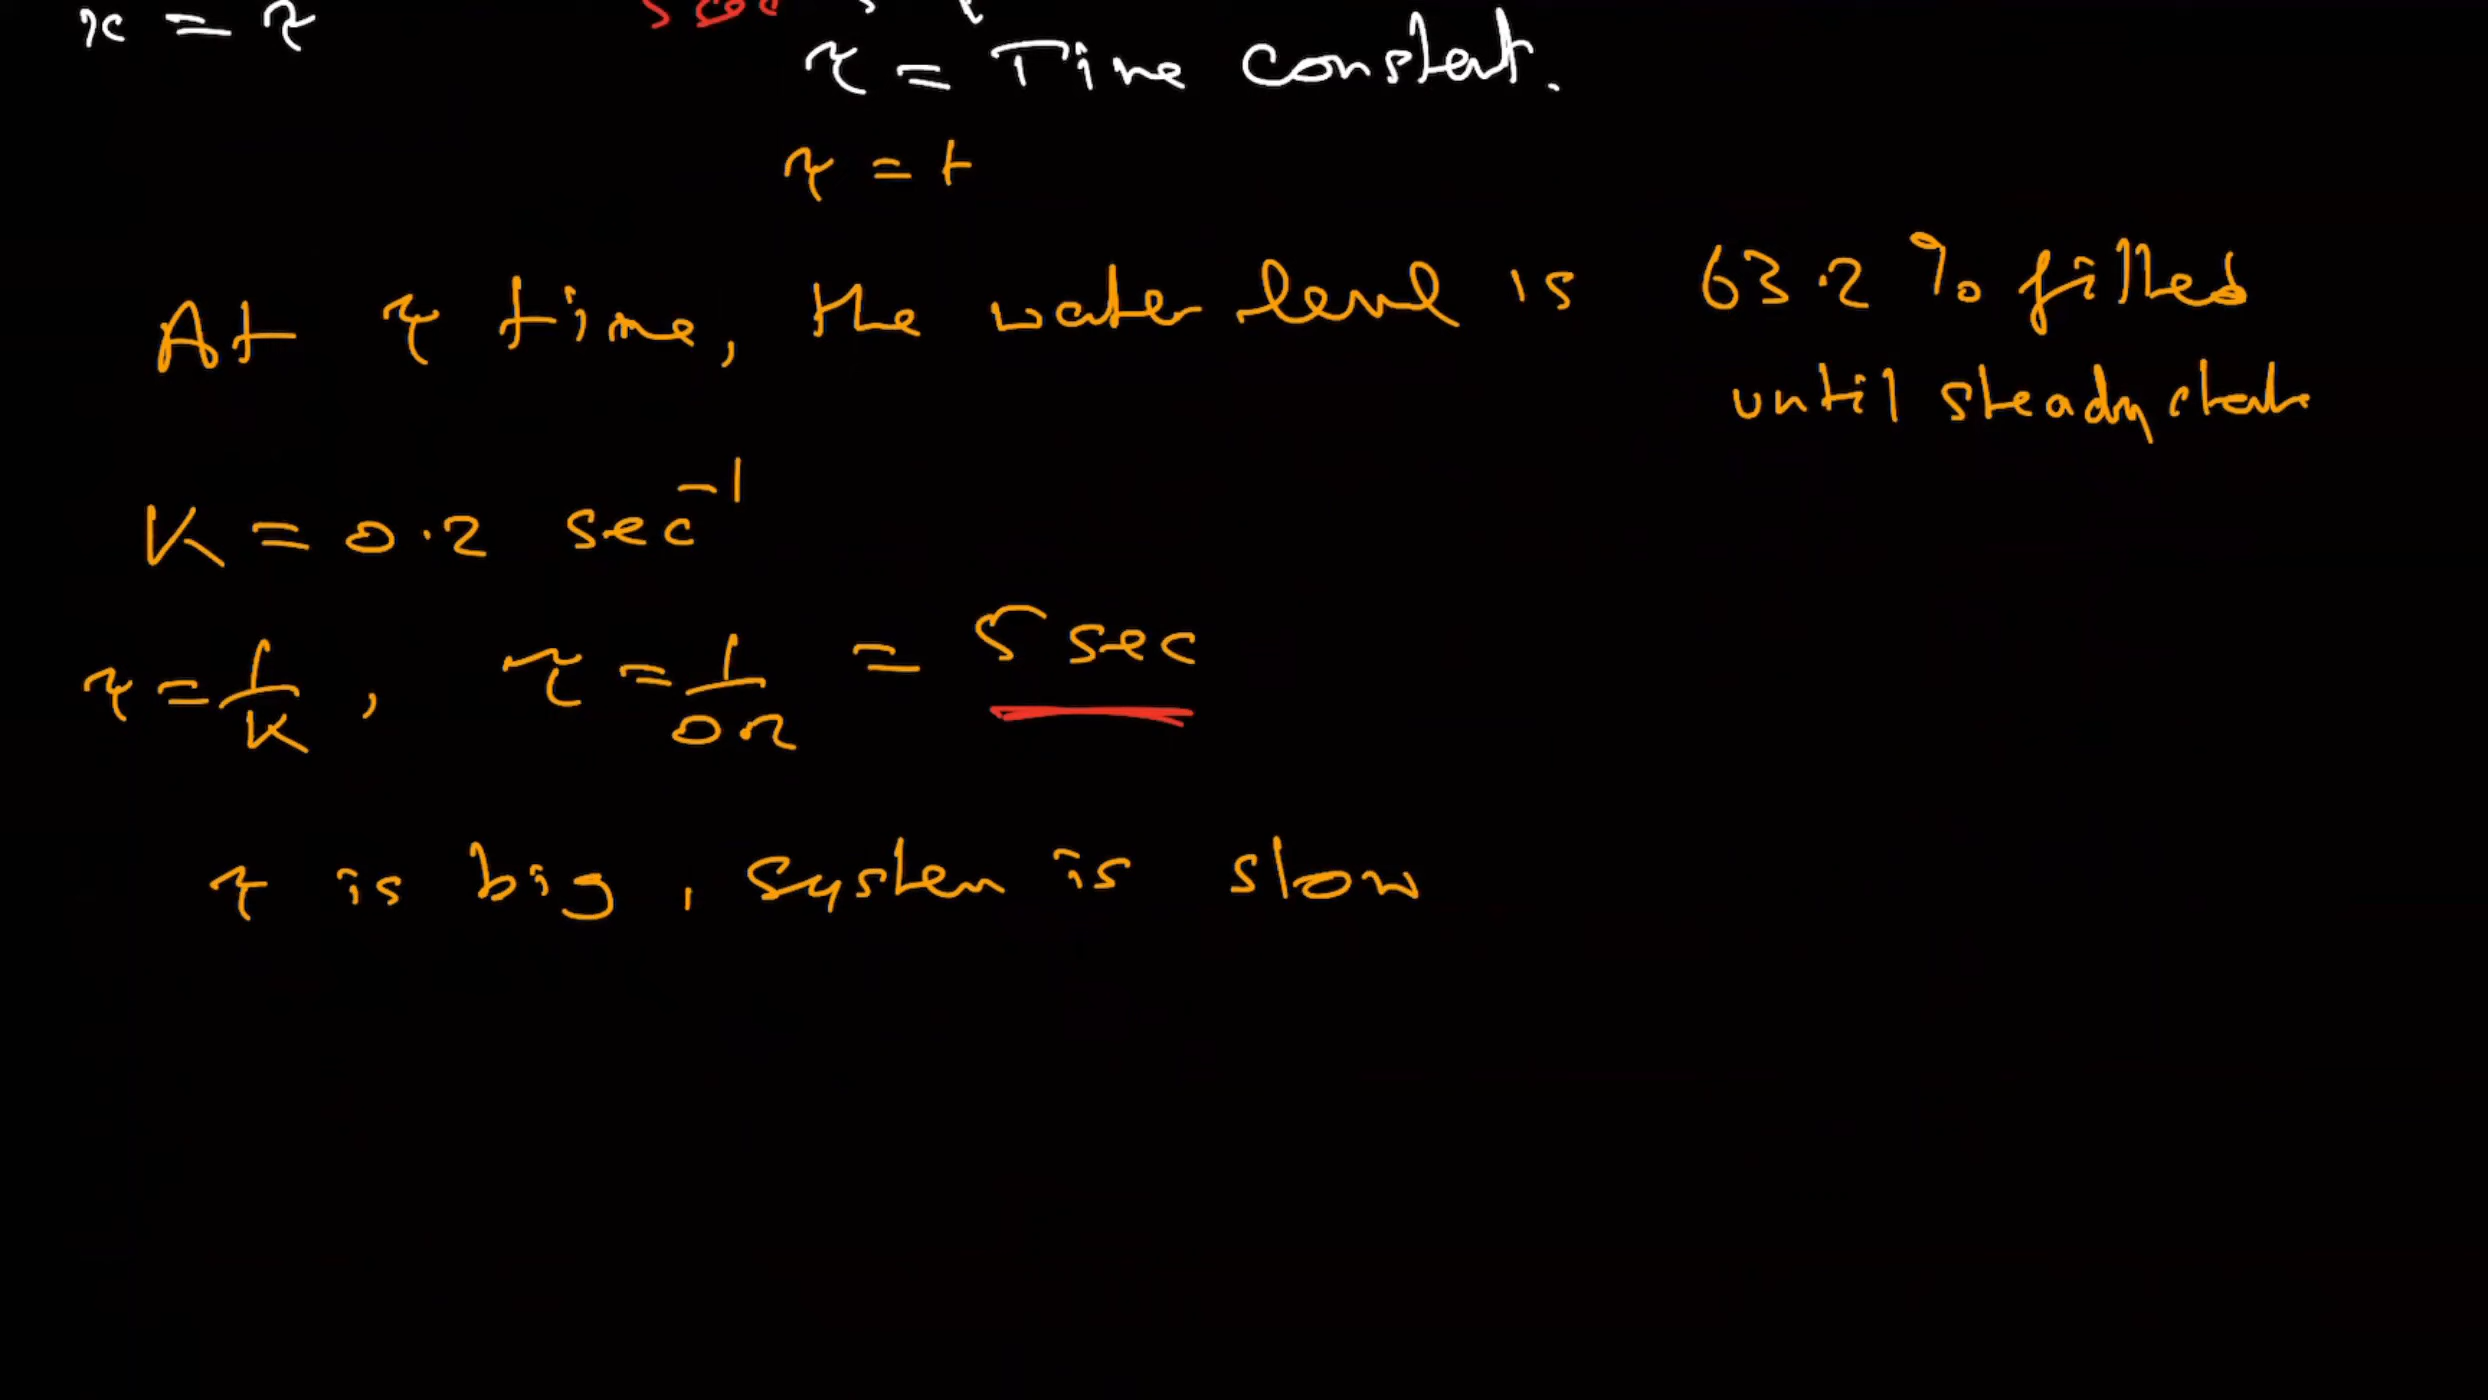 x = τ
τ = Time constant.
τ = t
At τ time, the water level is 63.2 % filled
until steady state
K = 0.2 sec⁻¹
τ = 1/K , τ = 1/0.2 = 5 sec
τ is big , system is slow